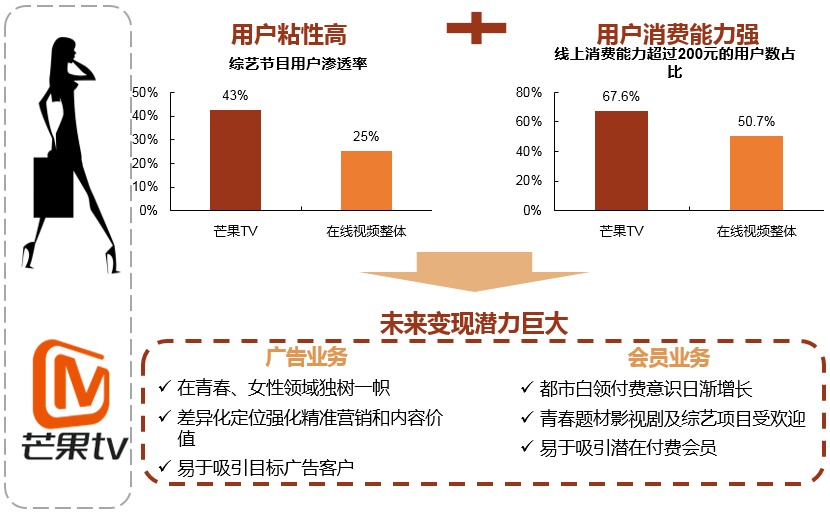 用户粘性高
用户消费能力强
综艺节目用户渗透率
50%
40%
30%
20%
10%
0%
43%
25%
芒果TV
在线视频整体
线上消费能力超过200元的用户数占
比
80%
60%
40%
20%
0%
67.6%
50.7%
芒果TV
在线视频整体
未来变现潜力巨大
广告业务
✓ 在青春、女性领域独树一帜
✓ 差异化定位强化精准营销和内容价
值
✓ 易于吸引目标广告客户
会员业务
✓ 都市白领付费意识日渐增长
✓ 青春题材影视剧及综艺项目受欢迎
✓ 易于吸引潜在付费会员
芒果tv